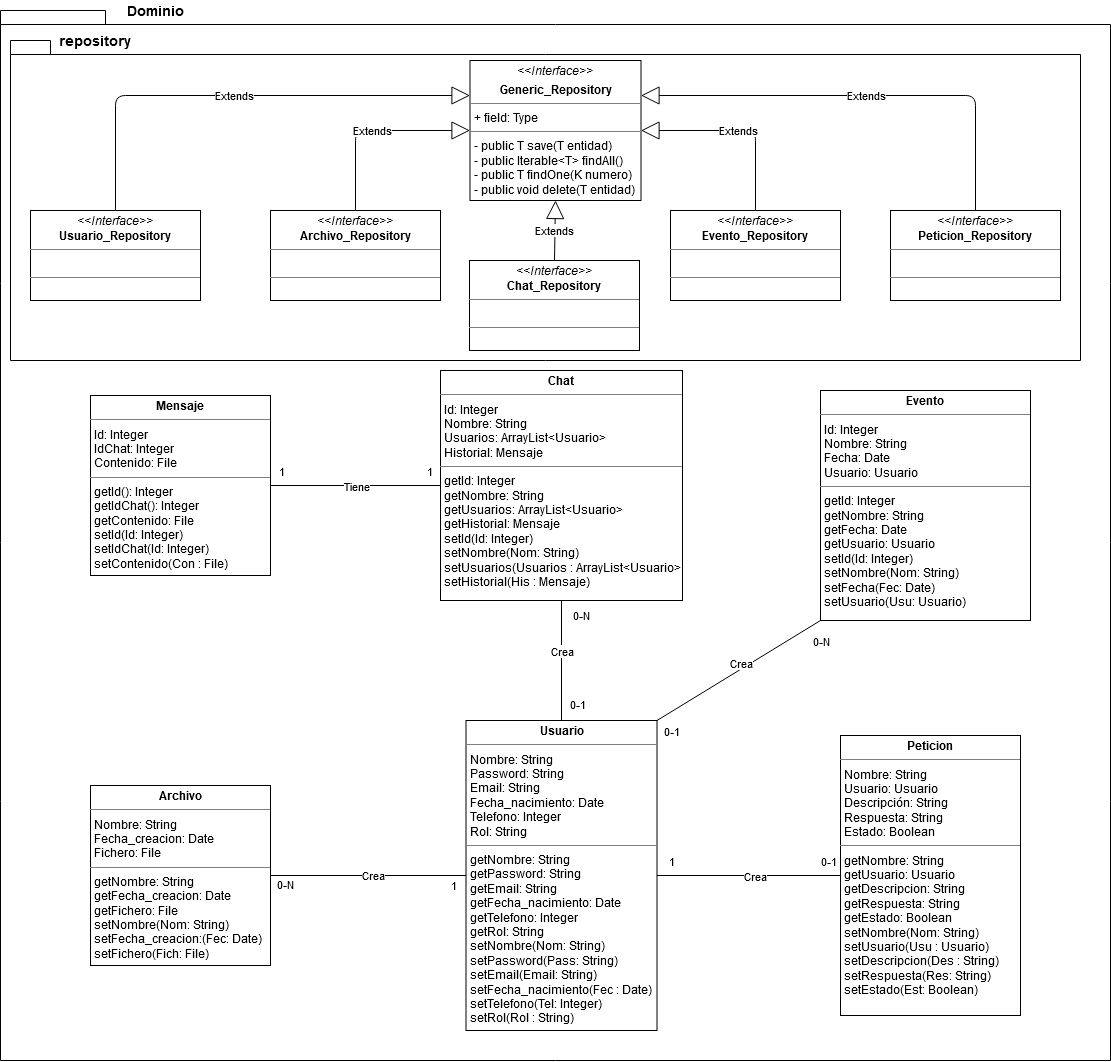 Dominio
repository
<<Interface>>
Generic_Repository
+ field: Type
- public T save(T entidad)
- public Iterable<T> findAll()
- public T findOne(K numero)
- public void delete(T entidad)
Extends
Extends
Extends
Extends
Extends
<<Interface>>
Usuario_Repository
<<Interface>>
Archivo_Repository
<<Interface>>
Chat_Repository
<<Interface>>
Evento_Repository
<<Interface>>
Peticion_Repository
Mensaje
Id: Integer
IdChat: Integer
Contenido: File
getId(): Integer
getIdChat(): Integer
getContenido: File
setId(Id: Integer)
setIdChat(Id: Integer)
setContenido(Con : File)
1
Tiene
1
Chat
Id: Integer
Nombre: String
Usuarios: ArrayList<Usuario>
Historial: Mensaje
getId: Integer
getNombre: String
getUsuarios: ArrayList<Usuario>
getHistorial: Mensaje
setId(Id: Integer)
setNombre(Nom: String)
setUsuarios(Usuarios : ArrayList<Usuario>
setHistorial(His : Mensaje)
Evento
Id: Integer
Nombre: String
Fecha: Date
Usuario: Usuario
getId: Integer
getNombre: String
getFecha: Date
getUsuario: Usuario
setId(Id: Integer)
setNombre(Nom: String)
setFecha(Fec: Date)
setUsuario(Usu: Usuario)
0-N
Crea
0-1
0-N
Crea
0-1
Archivo
Nombre: String
Fecha_creacion: Date
Fichero: File
getNombre: String
getFecha_creacion: Date
getFichero: File
setNombre(Nom: String)
setFecha_creacion:(Fec: Date)
setFichero(Fich: File)
0-N
Crea
1
Usuario
Nombre: String
Password: String
Email: String
Fecha_nacimiento: Date
Telefono: Integer
Rol: String
getNombre: String
getPassword: String
getEmail: String
getFecha_nacimiento: Date
getTelefono: Integer
getRol: String
setNombre(Nom: String)
setPassword(Pass: String)
setEmail(Email: String)
setFecha_nacimiento(Fec : Date)
setTelefono(Tel: Integer)
setRol(Rol : String)
1
Crea
0-1
Peticion
Nombre: String
Usuario: Usuario
Descripción: String
Respuesta: String
Estado: Boolean
getNombre: String
getUsuario: Usuario
getDescripcion: String
getRespuesta: String
getEstado: Boolean
setNombre(Nom: String)
setUsuario(Usu : Usuario)
setDescripcion(Des : String)
setRespuesta(Res: String)
setEstado(Est: Boolean)